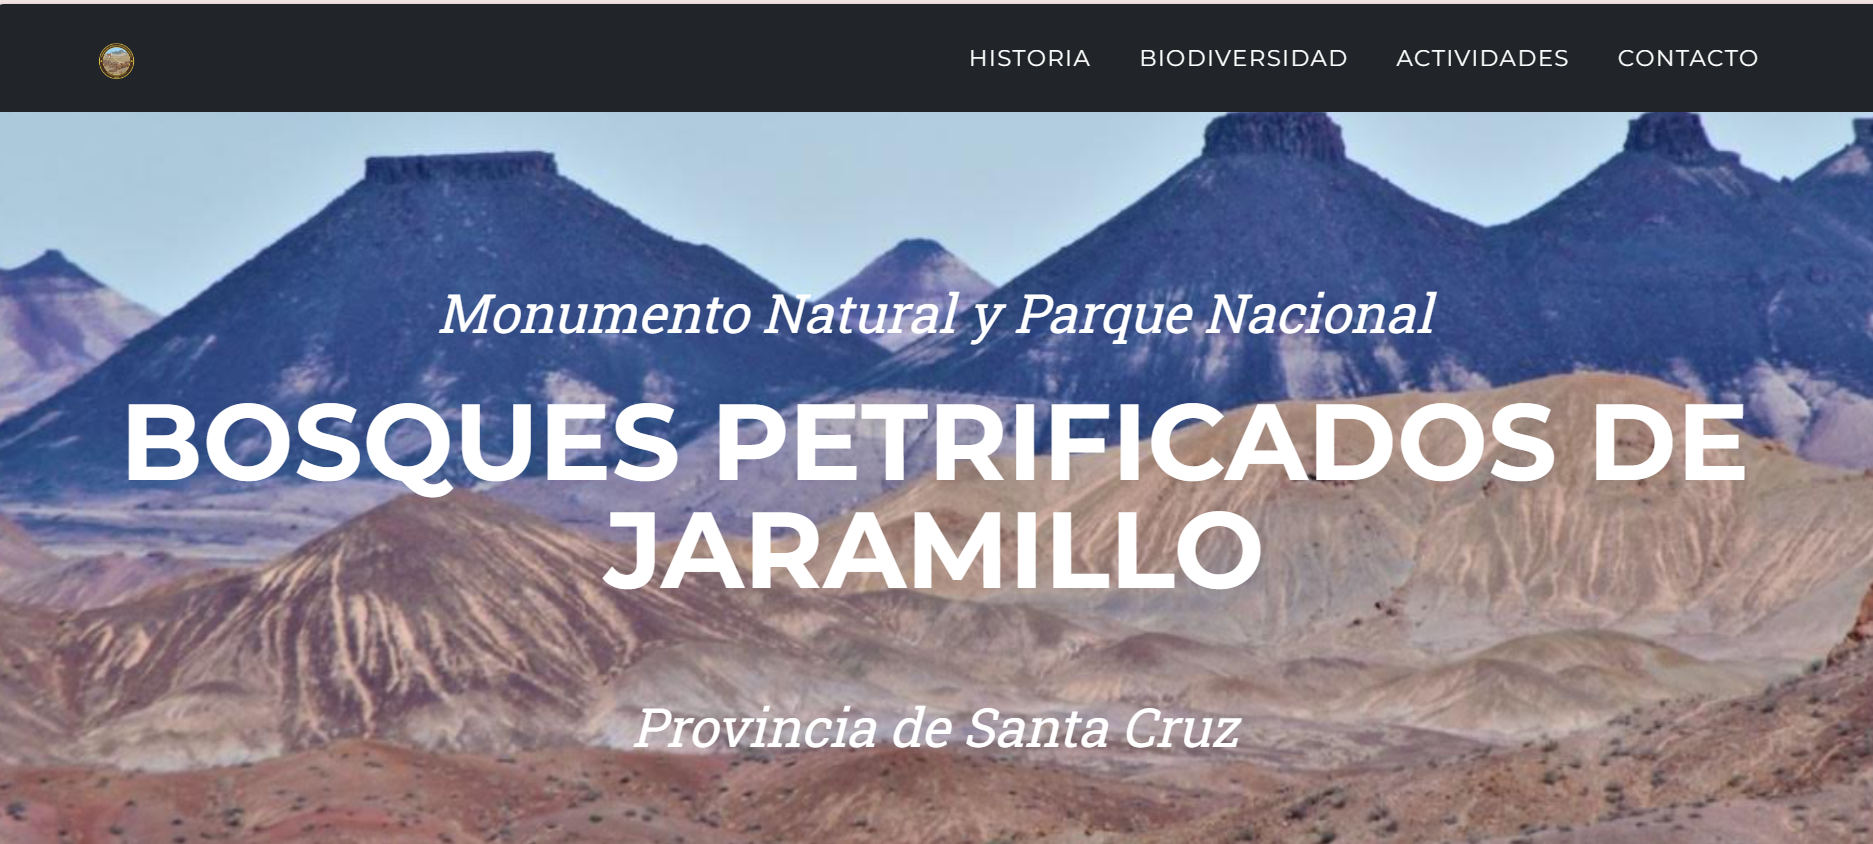 HISTORIA BIODIVERSIDAD ACTIVIDADES CONTACTO
Monumento Natural y Parque Nacional
BOSQUES PETRIFICADOS DE
JARAMILLO
Provincia de Santa Cruz